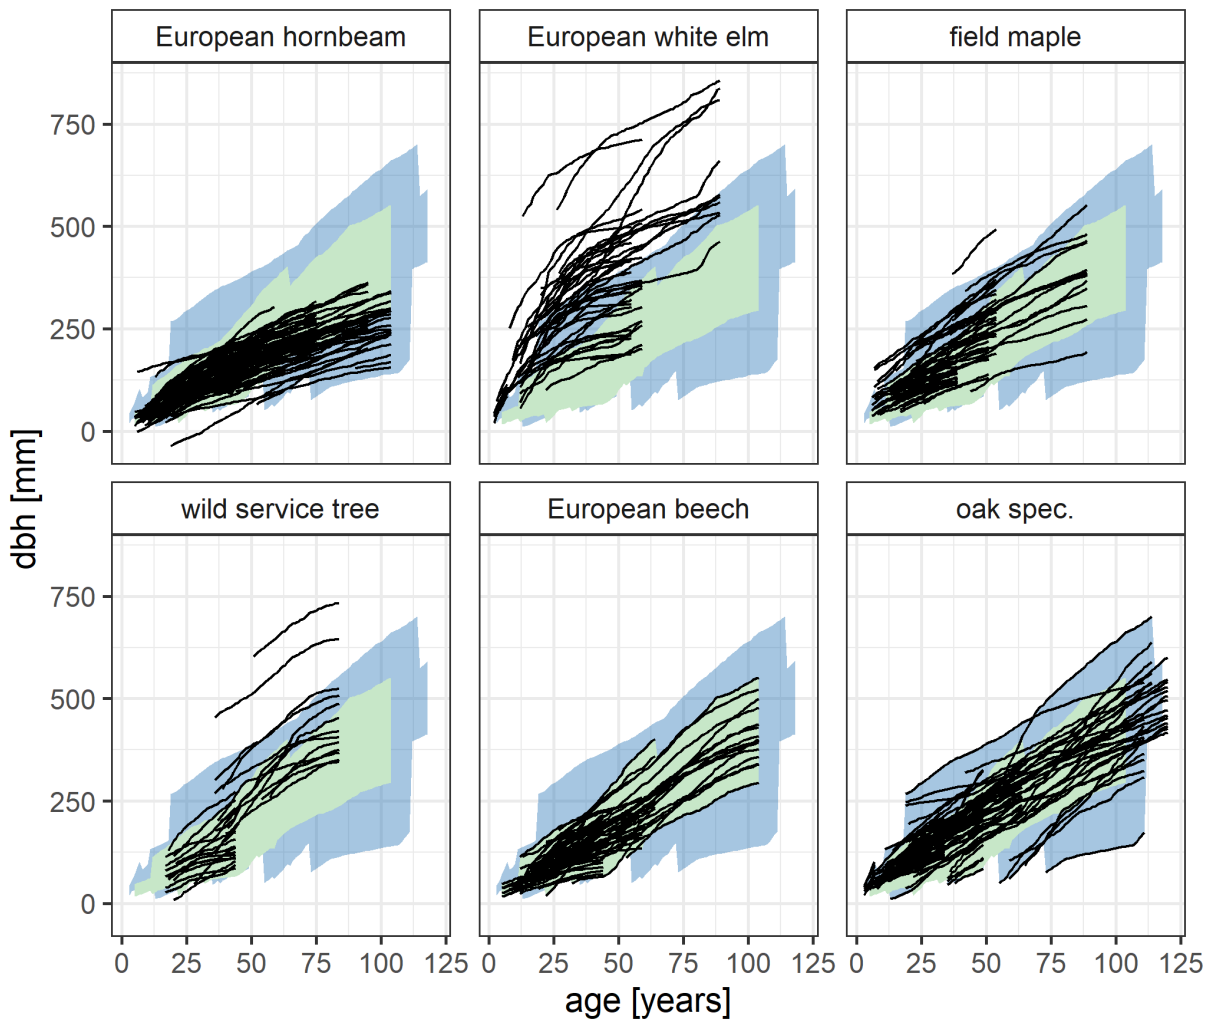 European hornbeam
European white elm
field maple
750
500
250
0
wild service tree
European beech
oak spec.
750
500
250
0
0 25 50 75 100 125
0 25 50 75 100 125
0 25 50 75 100 125
dbh [mm]
age [years]